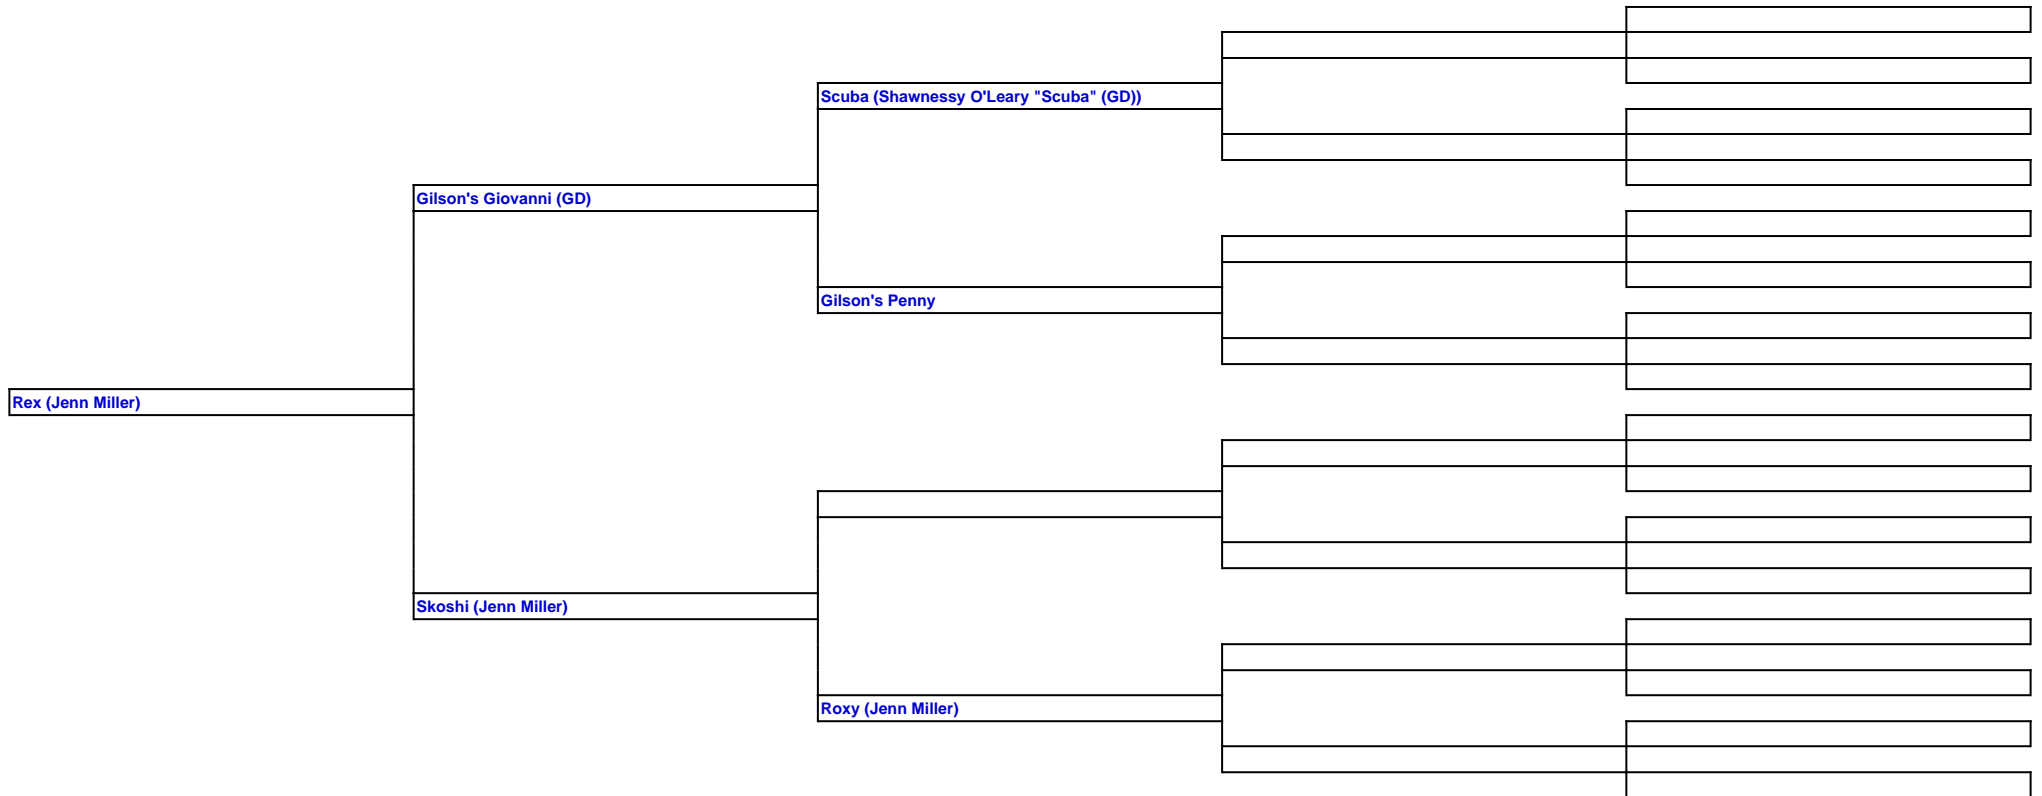 Scuba (Shawnessy O'Leary "Scuba" (GD))
Gilson's Giovanni (GD)
Gilson's Penny
Rex (Jenn Miller)
Skoshi (Jenn Miller)
Roxy (Jenn Miller)